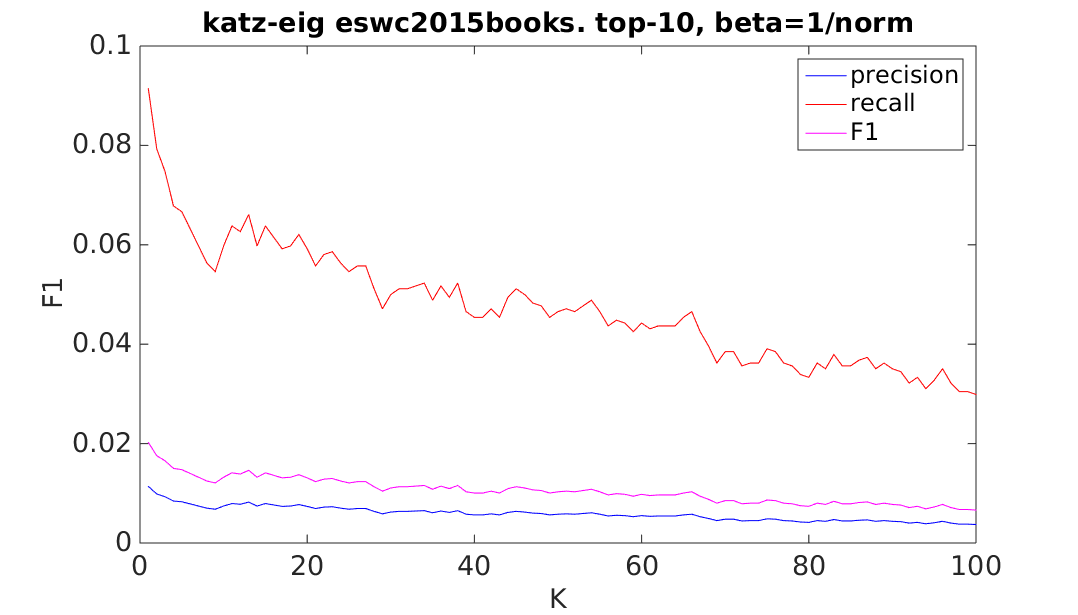 katz-eig eswc2015books. top-10, beta=1/norm
0.1
0.08
0.06
0.04
0.02
0
F1
precision
recall
F1
0 20 40 60 80 100
K